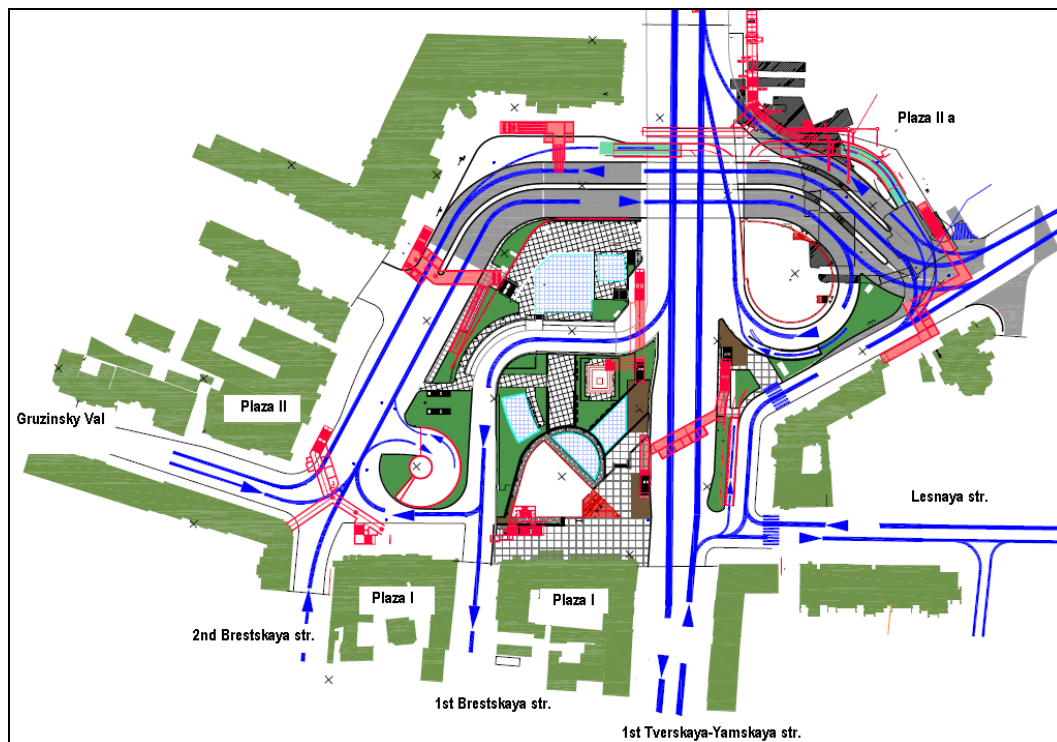 Plaza II a
Plaza II
Gruzinsky Val
Lesnaya str.
Plaza I
Plaza I
2nd Brestskaya str.
1st Brestskaya str.
1st Tverskaya-Yamskaya str.